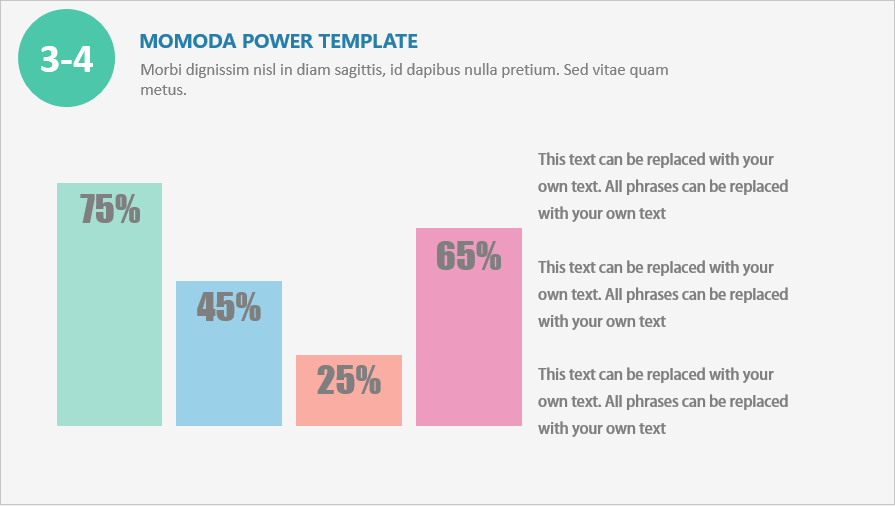 3-4
MOMODA POWER TEMPLATE
Morbi dignissim nisl in diam sagittis, id dapibus nulla pretium. Sed vitae quam
metus.
75%
45%
25%
65%
This text can be replaced with your
own text. All phrases can be replaced
with your own text
This text can be replaced with your
own text. All phrases can be replaced
with your own text
This text can be replaced with your
own text. All phrases can be replaced
with your own text